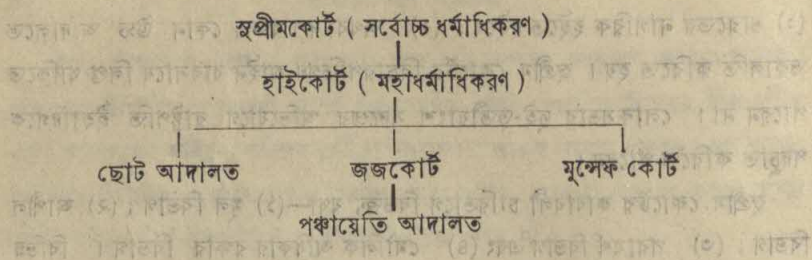 সুপ্রীমকোর্ট ( সর্বোচ্চ ধর্মাধিকরণ )
হাইকোর্ট ( মহাধর্মাধিকরণ )
ছোট আদালত জজকোর্ট মুন্সেফ কোর্ট
পঞ্চায়েতি আদালত